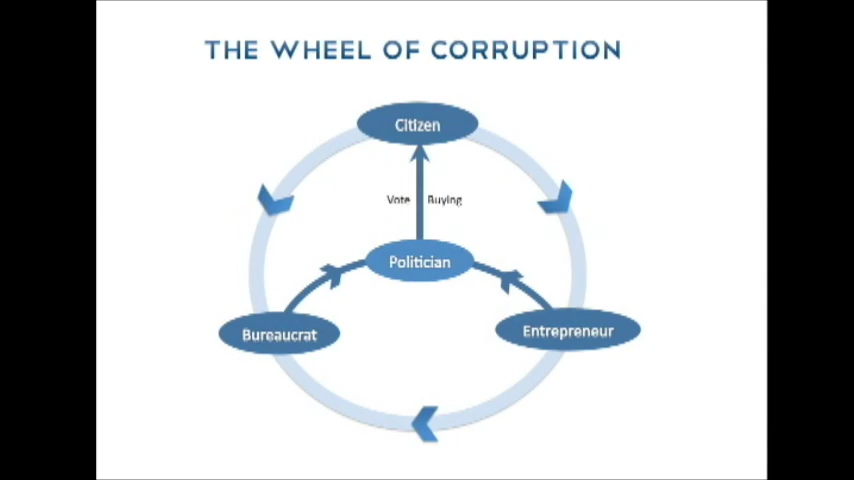 THE WHEEL OF CORRUPTION
Citizen
Vote Buying
Politician
Bureaucrat
Entrepreneur